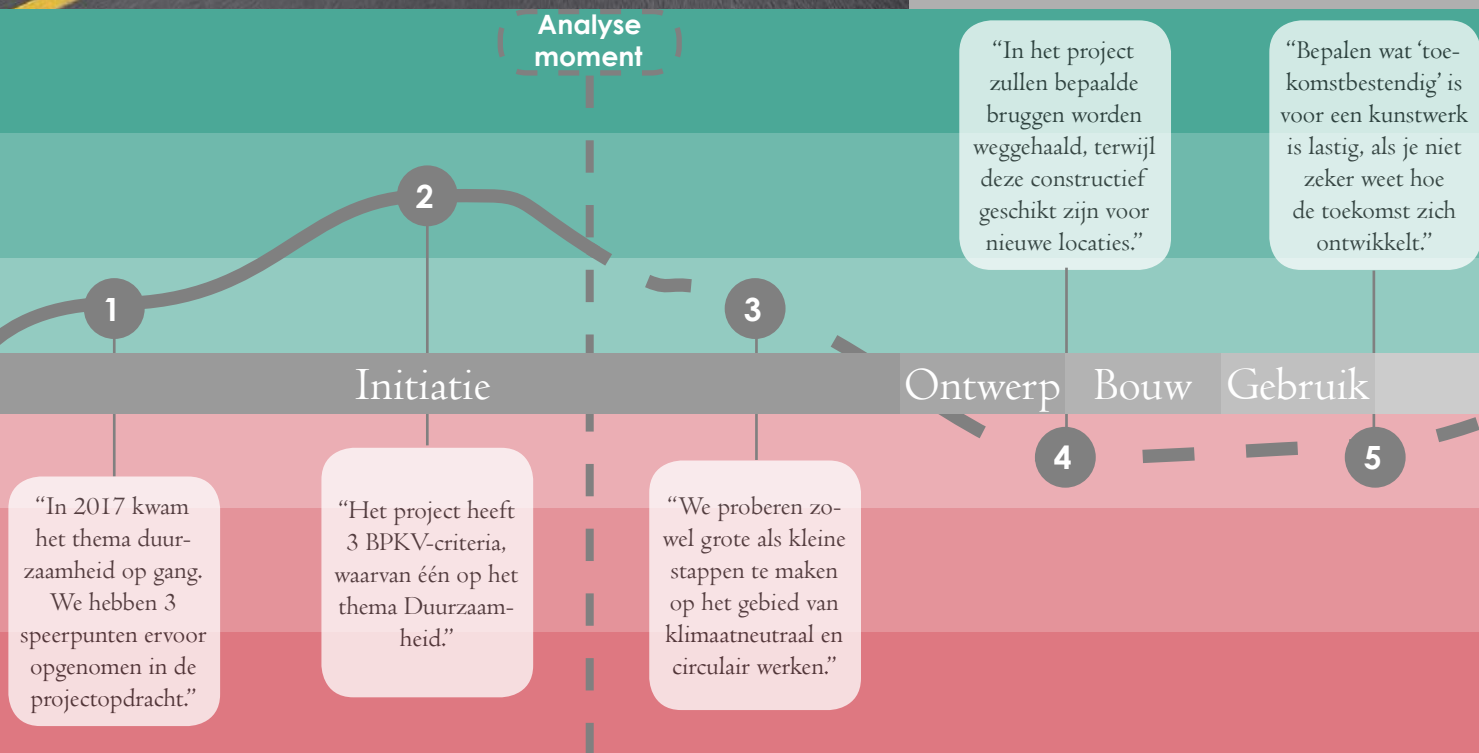 Analyse
moment
“In het project
zullen bepaalde
bruggen worden
weggehaald, terwijl
deze constructief
geschikt zijn voor
nieuwe locaties.”
“Bepalen wat ‘toe-
komstbestendig’ is
voor een kunstwerk
is lastig, als je niet
zeker weet hoe
de toekomst zich
ontwikkelt.”
1
2
3
Initiatie
Ontwerp
Bouw
Gebruik
4
5
“In 2017 kwam
het thema duur-
zaamheid op gang.
We hebben 3
speerpunten ervoor
opgenomen in de
projectopdracht.”
“Het project heeft
3 BPKV-criteria,
waarvan één op het
thema Duurzaam-
heid.”
“We proberen zo-
wel grote als kleine
stappen te maken
op het gebied van
klimaatneutraal en
circulair werken.”